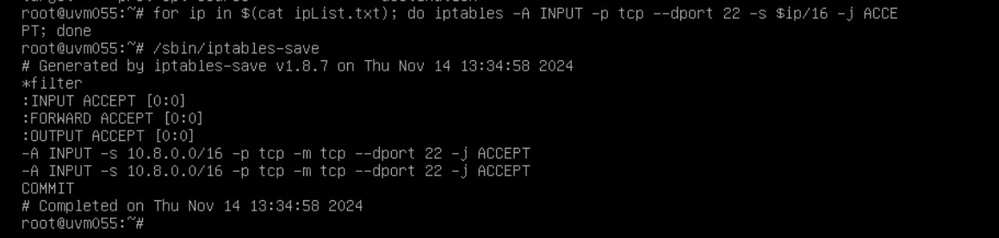 root@uvm055:~# for ip in $(cat ipList.txt); do iptables -A INPUT -p tcp --dport 22 -s $ip/16 -j ACCE
PT; done
root@uvm055:~# /sbin/iptables-save
# Generated by iptables-save v1.8.7 on Thu Nov 14 13:34:58 2024
*filter
:INPUT ACCEPT [0:0]
:FORWARD ACCEPT [0:0]
:OUTPUT ACCEPT [0:0]
-A INPUT -s 10.8.0.0/16 -p tcp -m tcp --dport 22 -j ACCEPT
-A INPUT -s 10.8.0.0/16 -p tcp -m tcp --dport 22 -j ACCEPT
COMMIT
# Completed on Thu Nov 14 13:34:58 2024
root@uvm055:~#